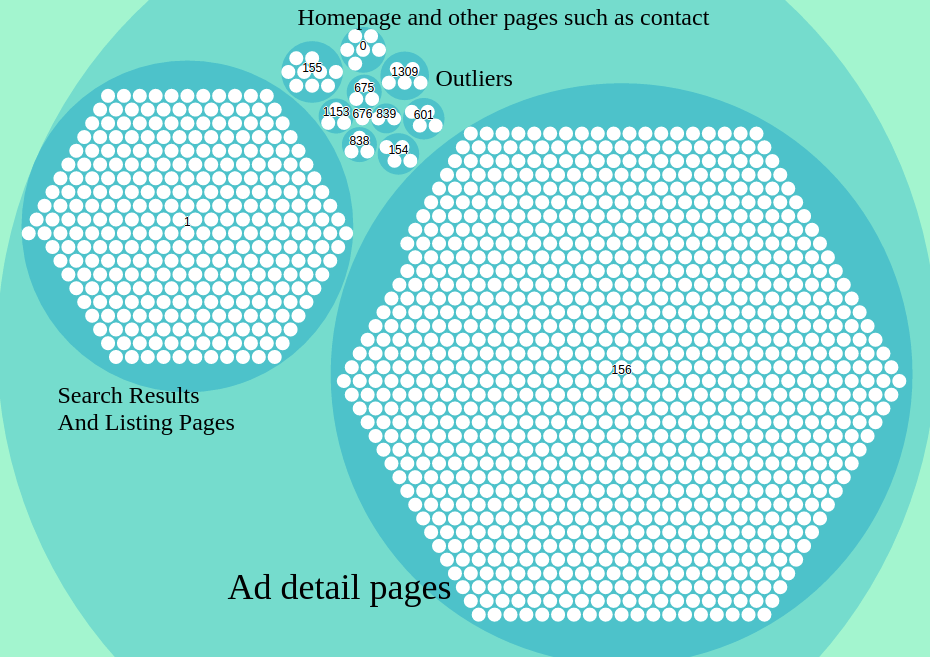 Homepage and other pages such as contact
0
155
1309
Outliers
675
1153
676
839
601
838
154
1
156
Search Results
And Listing Pages
Ad detail pages